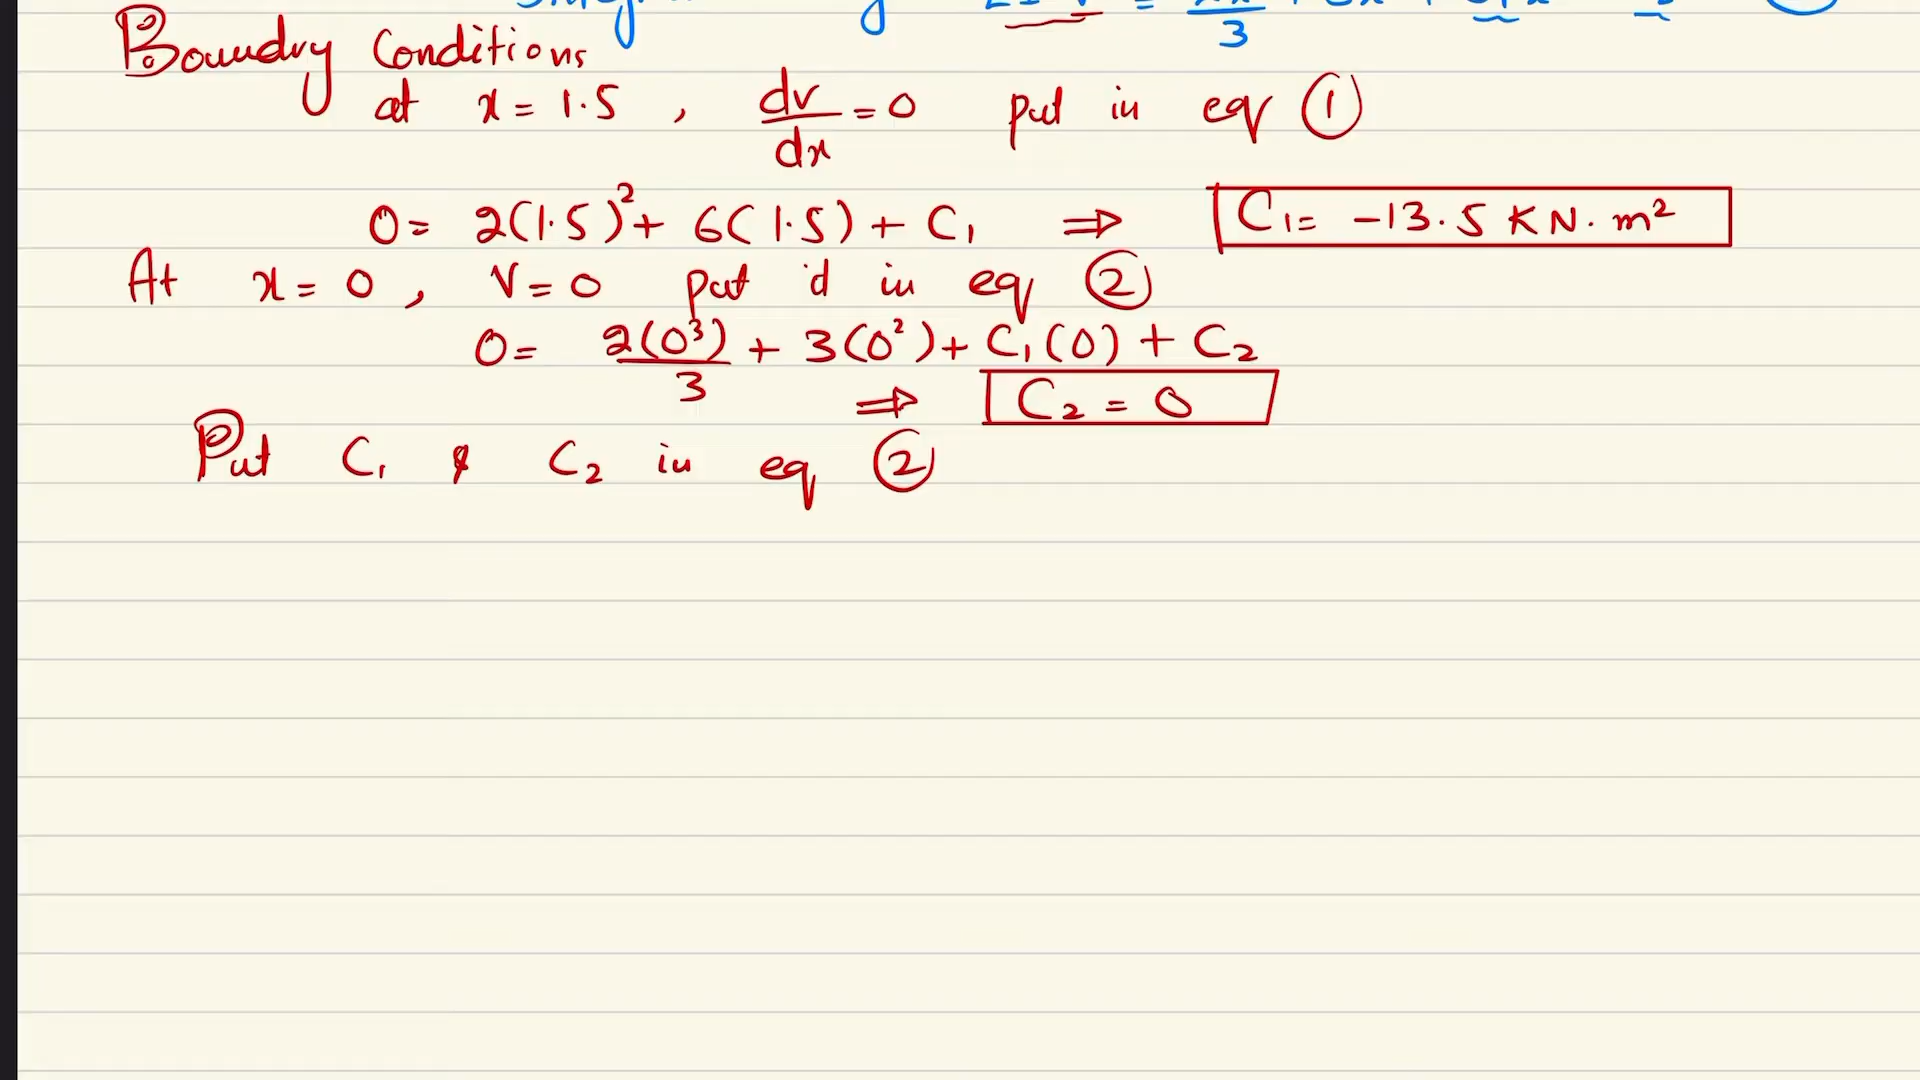 Boundry Conditions
at x = 1.5 , dv/dx = 0 put in eq ①
0 = 2(1.5)² + 6(1.5) + C₁ ⇒ C₁ = -13.5 KN.m²
At x = 0 , v = 0 put it in eq ②
0 = 2(0³)/3 + 3(0²) + C₁(0) + C₂
⇒ C₂ = 0
Put C₁ & C₂ in eq ②